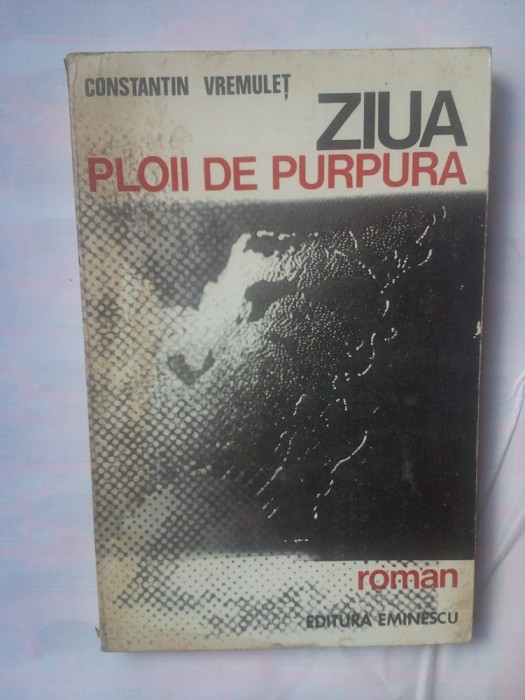 CONSTANTIN VREMULEȚ
ZIUA
PLOII DE PURPURA
roman
EDITURA EMINESCU